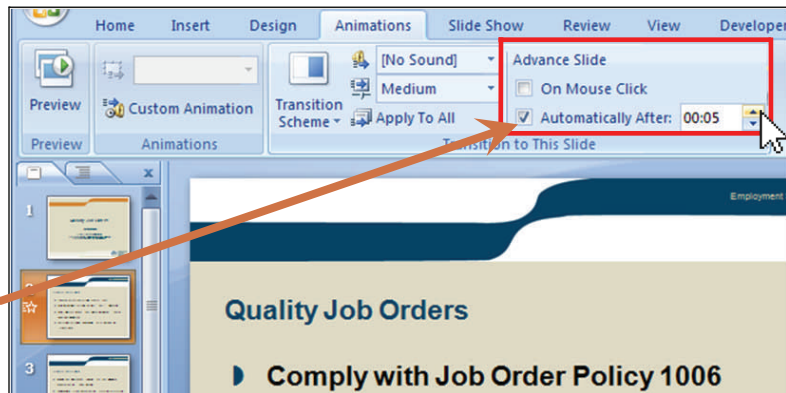 Home Insert Design Animations Slide Show Review View Developer
[No Sound] Advance Slide
Medium On Mouse Click
Preview Custom Animation Transition Scheme Apply To All Automatically After: 00:05
Preview Animations Transition to This Slide
1
Employment
2
Quality Job Orders
3
Comply with Job Order Policy 1006